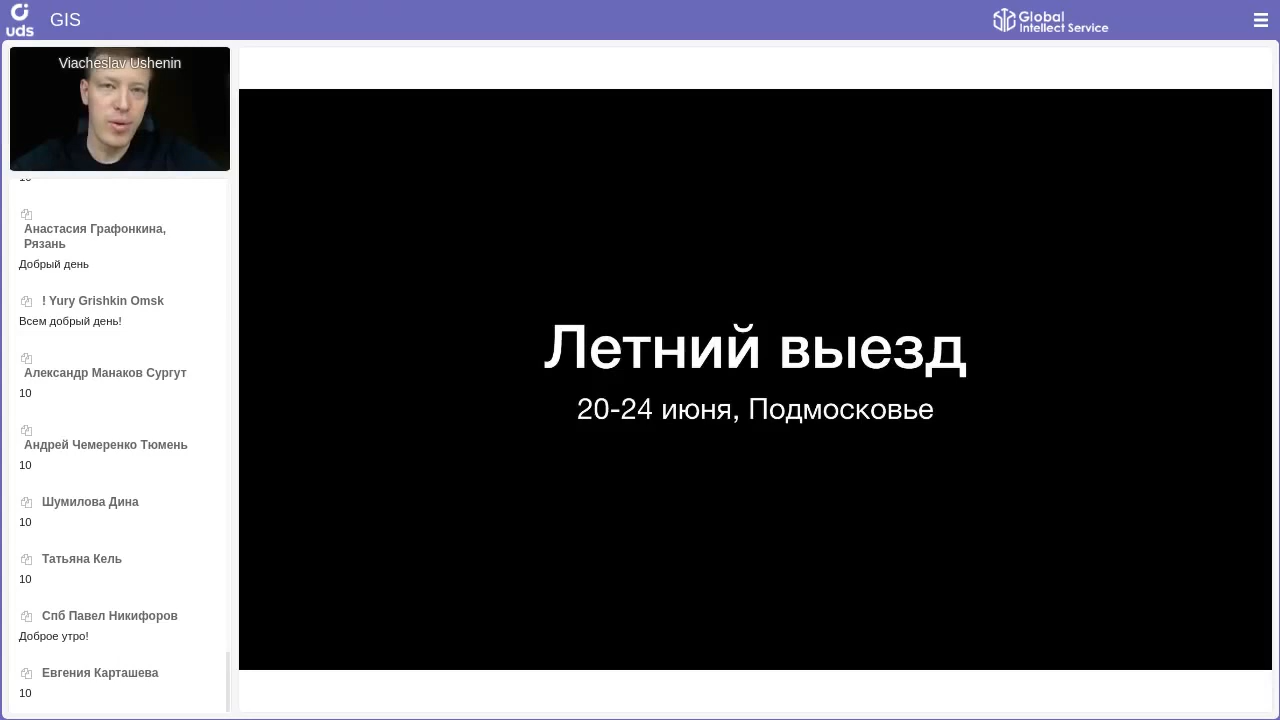 uds
GIS
Global
Intellect Service
Viacheslav Ushenin
Анастасия Графонкина,
Рязань
Добрый день
! Yury Grishkin Omsk
Всем добрый день!
Александр Манаков Сургут
10
Андрей Чемеренко Тюмень
10
Шумилова Дина
10
Татьяна Кель
10
Спб Павел Никифоров
Доброе утро!
Евгения Карташева
10
Летний выезд
20-24 июня, Подмосковье